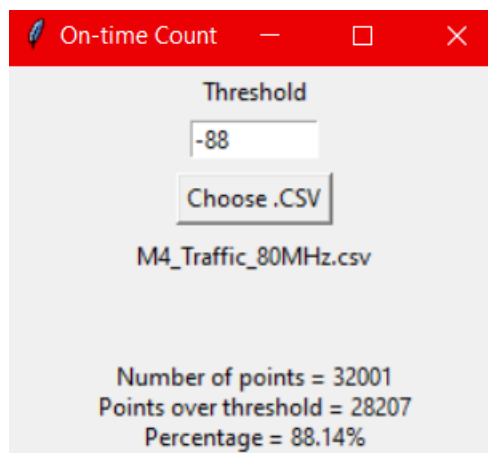 On-time Count
Threshold
-88
Choose .CSV
M4_Traffic_80MHz.csv
Number of points = 32001
Points over threshold = 28207
Percentage = 88.14%